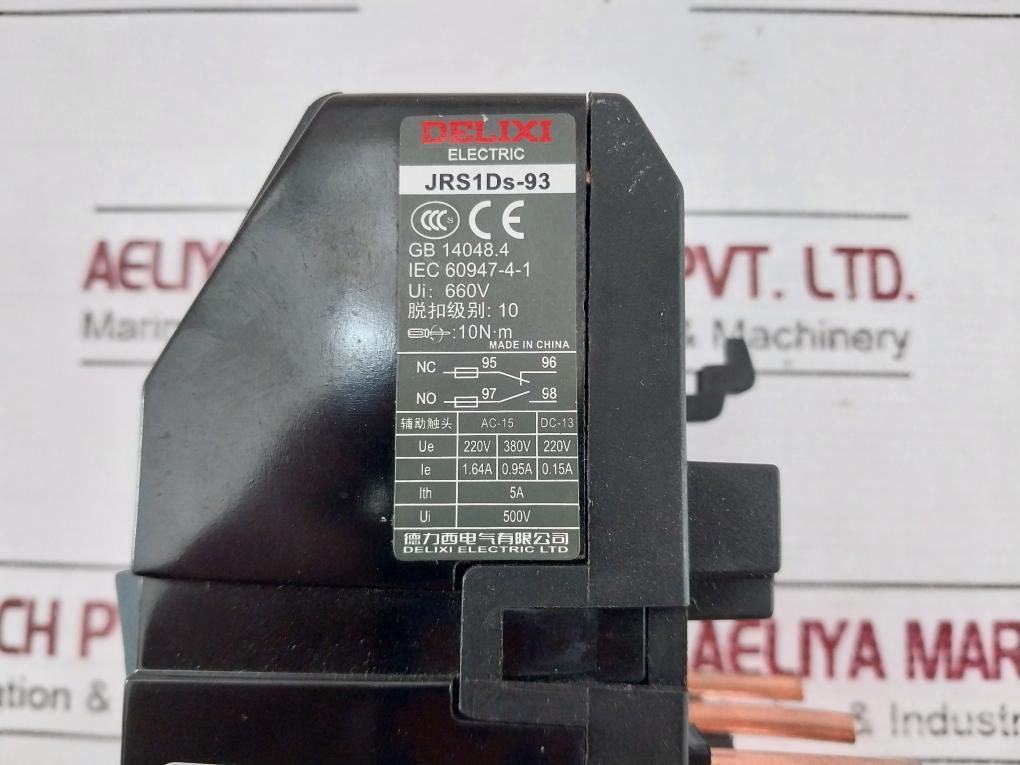 DELIXI
ELECTRIC
JRS1Ds-93
CCC S CE
GB 14048.4
IEC 60947-4-1
Ui: 660V
脱扣级别: 10
:10N·m
MADE IN CHINA
NC 95 96
NO 97 98
辅助触头 AC-15 DC-13
Ue 220V 380V 220V
Ie 1.64A 0.95A 0.15A
Ith 5A
Ui 500V
德力西电气有限公司
DELIXI ELECTRIC LTD
AELIYA PVT. LTD.
Marin & Machinery
CH P AELIYA MAR
ation & & Industr